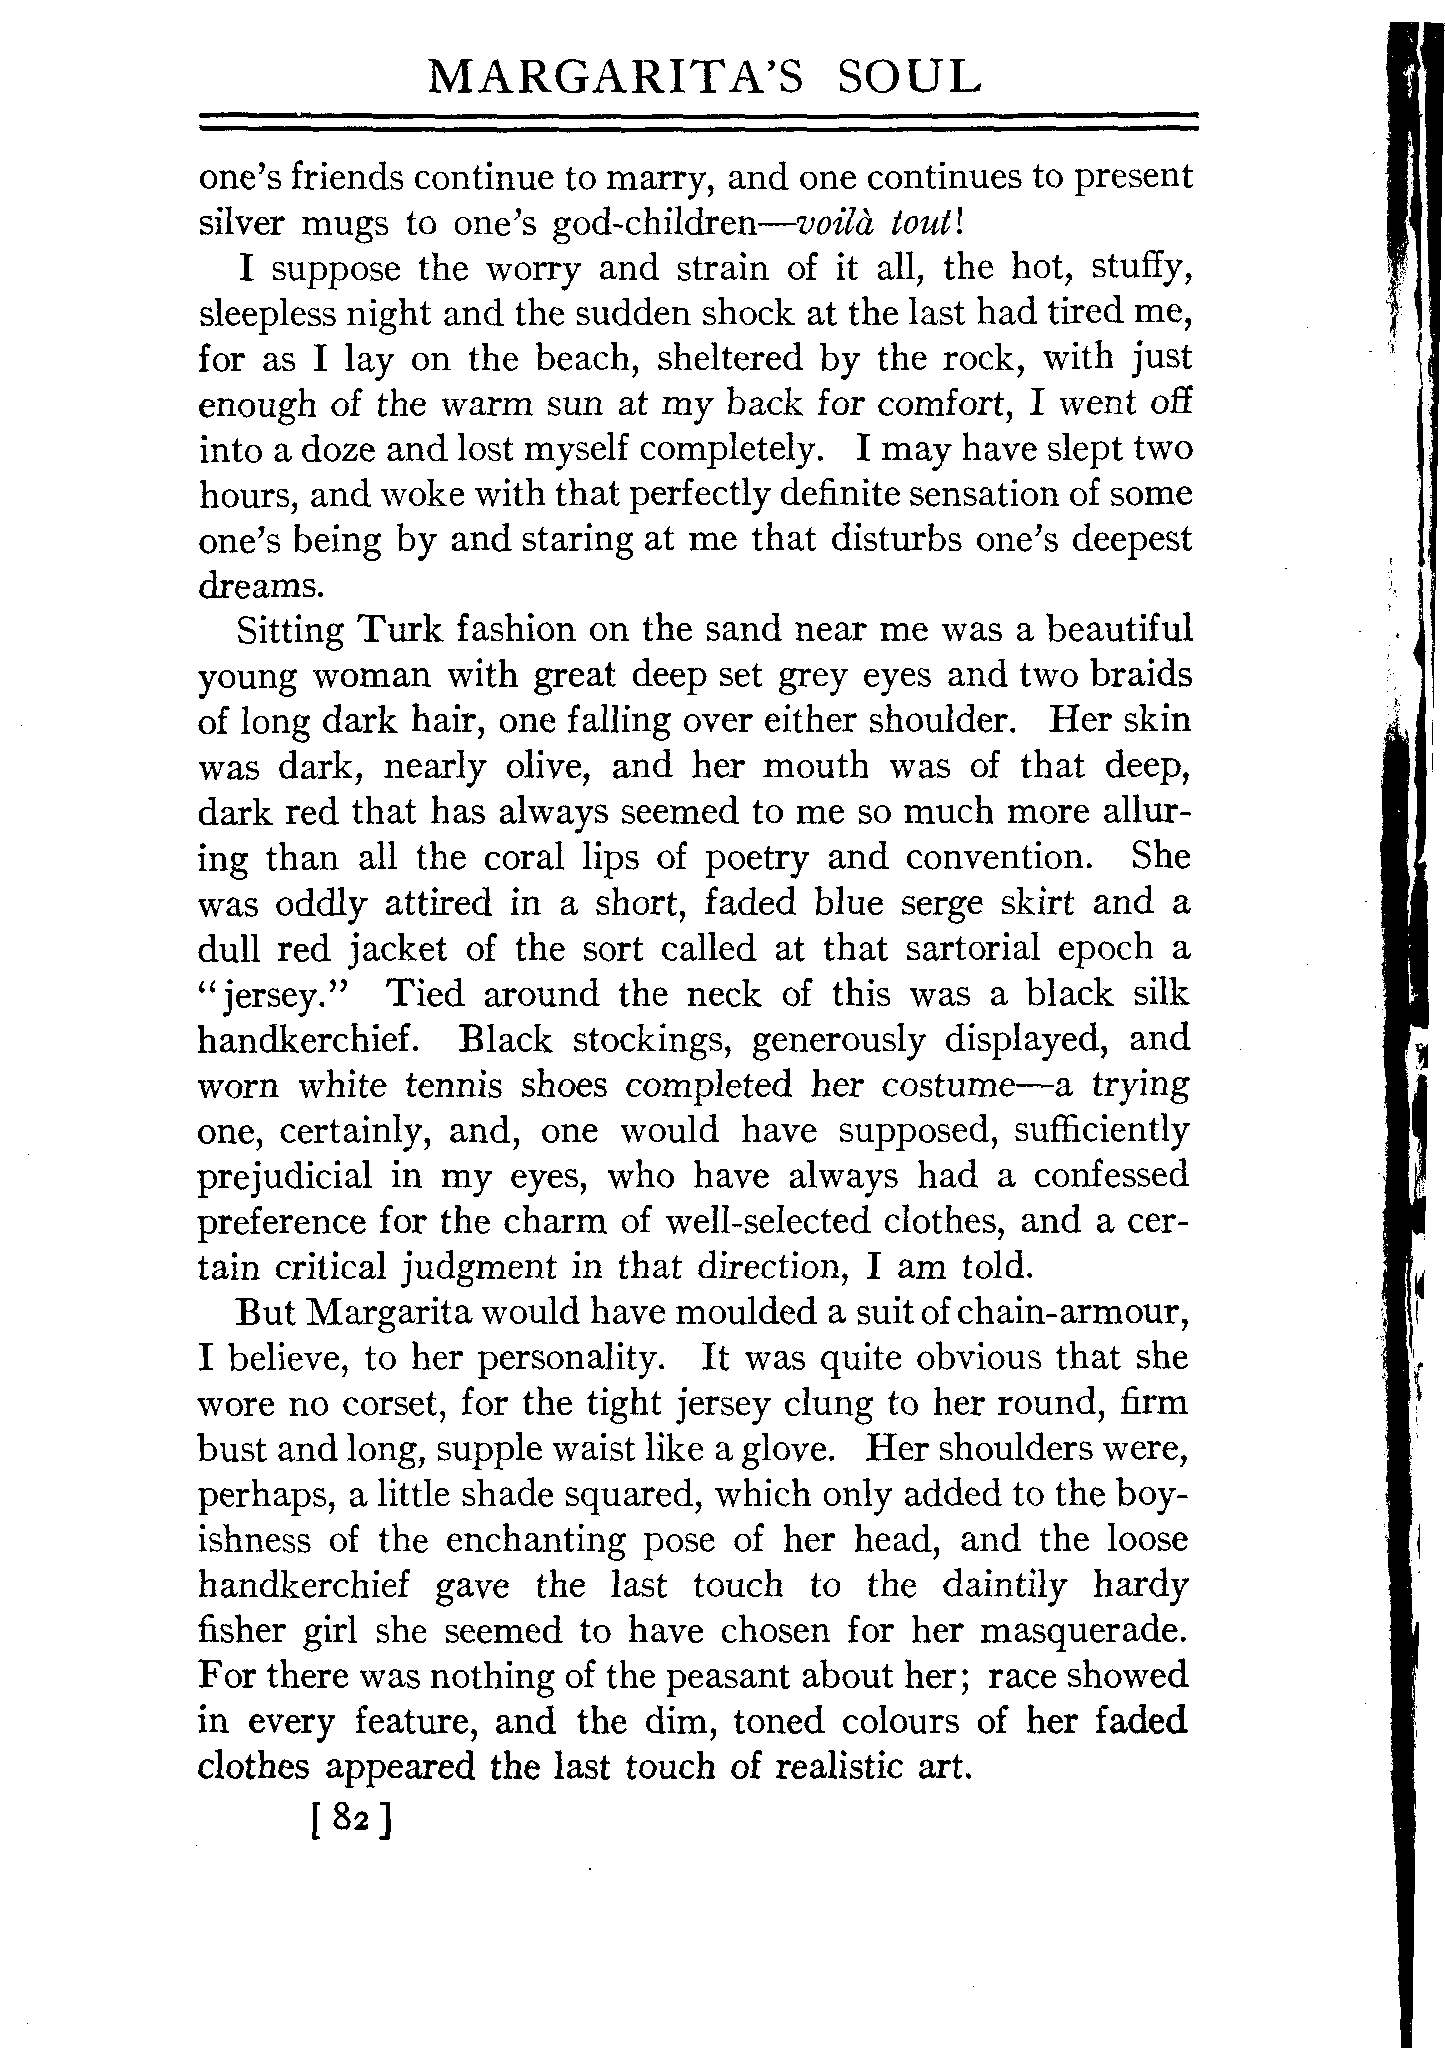 MARGARITA'S SOUL
one's friends continue to marry, and one continues to present
silver mugs to one's god-children—voilà tout!
I suppose the worry and strain of it all, the hot, stuffy,
sleepless night and the sudden shock at the last had tired me,
for as I lay on the beach, sheltered by the rock, with just
enough of the warm sun at my back for comfort, I went off
into a doze and lost myself completely. I may have slept two
hours, and woke with that perfectly definite sensation of some
one's being by and staring at me that disturbs one's deepest
dreams.
Sitting Turk fashion on the sand near me was a beautiful
young woman with great deep set grey eyes and two braids
of long dark hair, one falling over either shoulder. Her skin
was dark, nearly olive, and her mouth was of that deep,
dark red that has always seemed to me so much more allur-
ing than all the coral lips of poetry and convention. She
was oddly attired in a short, faded blue serge skirt and a
dull red jacket of the sort called at that sartorial epoch a
"jersey." Tied around the neck of this was a black silk
handkerchief. Black stockings, generously displayed, and
worn white tennis shoes completed her costume—a trying
one, certainly, and, one would have supposed, sufficiently
prejudicial in my eyes, who have always had a confessed
preference for the charm of well-selected clothes, and a cer-
tain critical judgment in that direction, I am told.
But Margarita would have moulded a suit of chain-armour,
I believe, to her personality. It was quite obvious that she
wore no corset, for the tight jersey clung to her round, firm
bust and long, supple waist like a glove. Her shoulders were,
perhaps, a little shade squared, which only added to the boy-
ishness of the enchanting pose of her head, and the loose
handkerchief gave the last touch to the daintily hardy
fisher girl she seemed to have chosen for her masquerade.
For there was nothing of the peasant about her; race showed
in every feature, and the dim, toned colours of her faded
clothes appeared the last touch of realistic art.
[ 82 ]